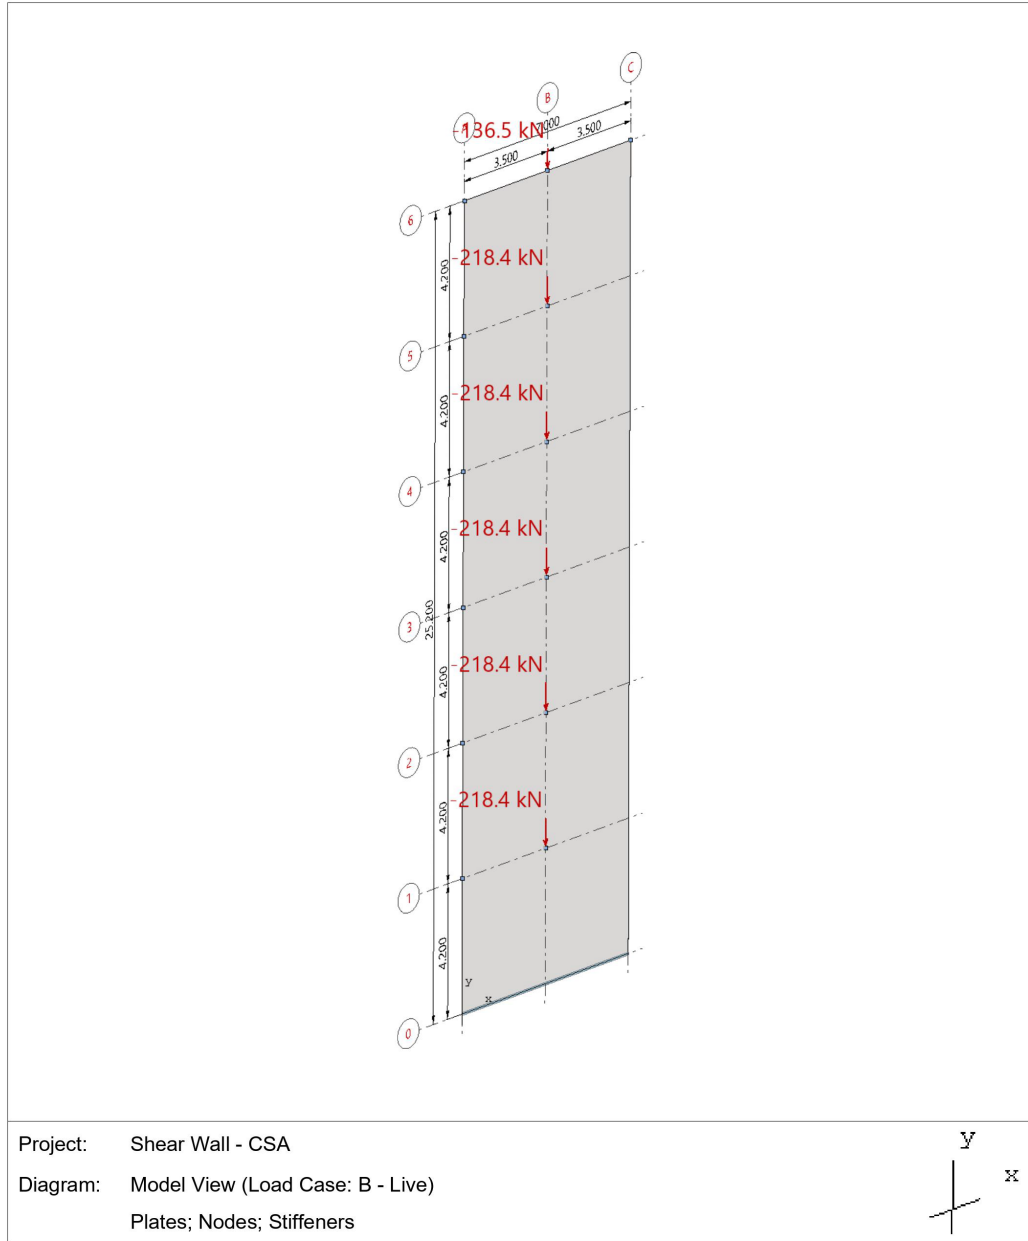 C
B
A
-136.5 kN
7.000
3.500
3.500
6
-218.4 kN
4.200
5
-218.4 kN
4.200
4
-218.4 kN
4.200
25.200
3
-218.4 kN
4.200
2
-218.4 kN
4.200
1
4.200
y
x
0
Project: Shear Wall - CSA
Diagram: Model View (Load Case: B - Live)
Plates; Nodes; Stiffeners
y
x